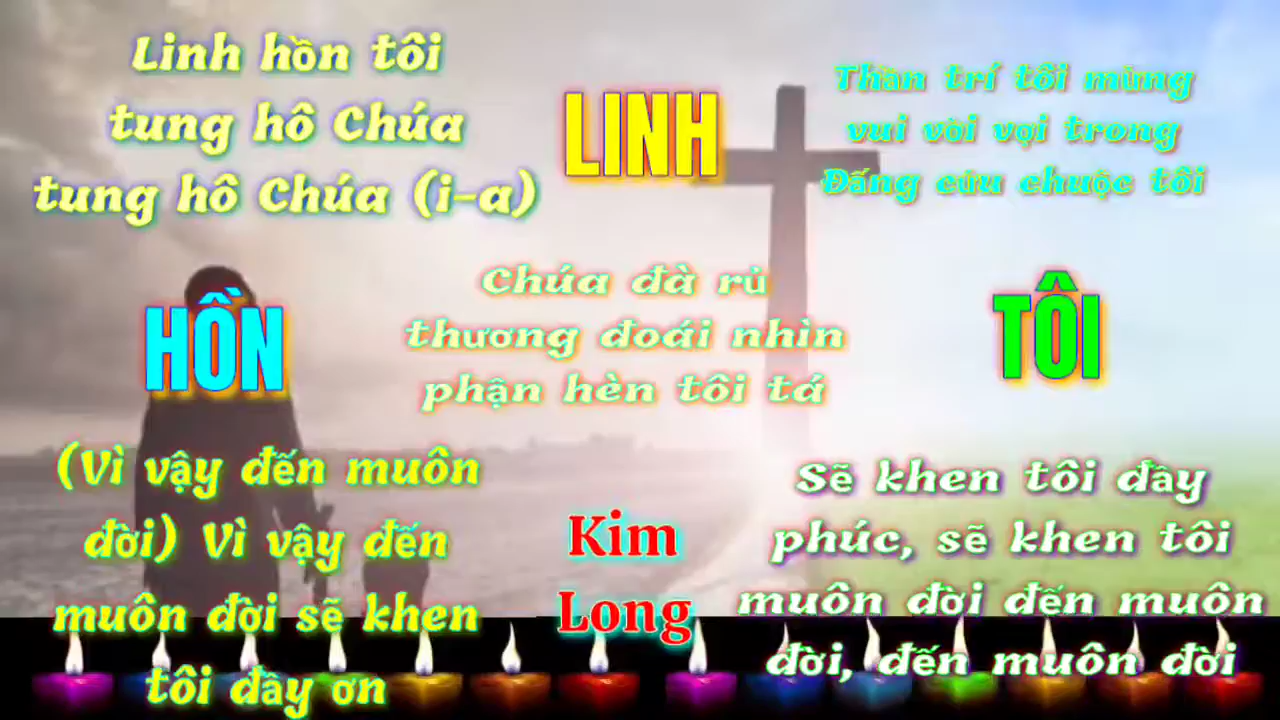 Linh hồn tôi
tung hô Chúa
tung hô Chúa (i-a)
LINH
Thần trí tôi mừng
vui vời vợi trong
Đấng cứu chuộc tôi
HỒN
Chúa đà rủ
thương đoái nhìn
phận hèn tôi tá
TÔI
(Vì vậy đến muôn
đời) Vì vậy đến
muôn đời sẽ khen
tôi đầy ơn
Kim
Long
Sẽ khen tôi đầy
phúc, sẽ khen tôi
muôn đời đến muôn
đời, đến muôn đời